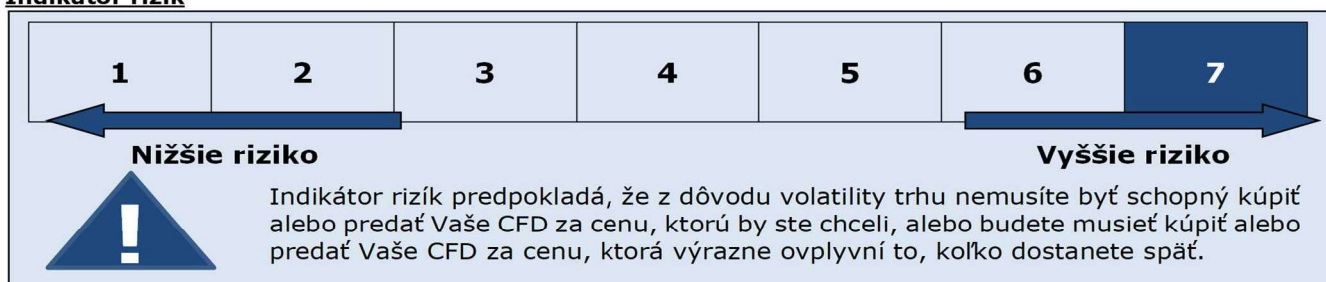 Indikátor rizík
1 2 3 4 5 6 7
Nižšie riziko Vyššie riziko
!
Indikátor rizík predpokladá, že z dôvodu volatility trhu nemusíte byť schopný kúpiť
alebo predať Vaše CFD za cenu, ktorú by ste chceli, alebo budete musieť kúpiť alebo
predať Vaše CFD za cenu, ktorá výrazne ovplyvní to, koľko dostanete späť.